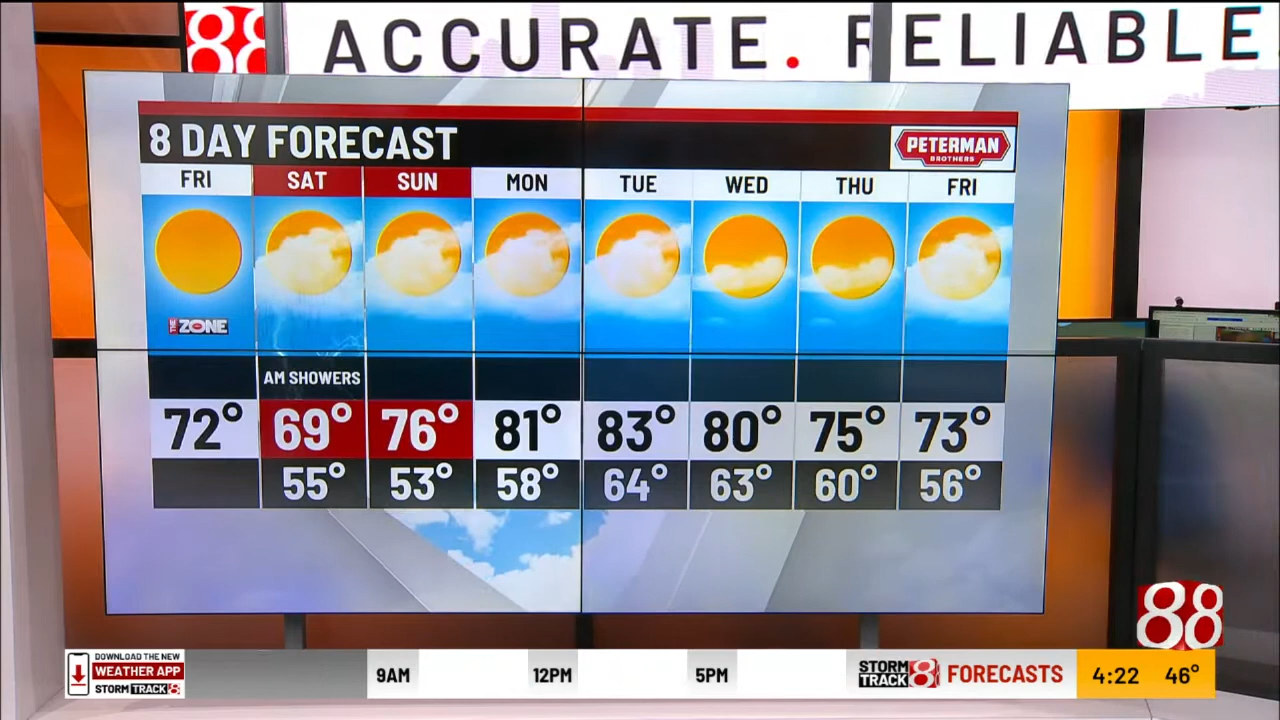 88
ACCURATE. RELIABLE
8 DAY FORECAST
PETERMAN
BROTHERS
FRI SAT SUN MON TUE WED THU FRI
THE ZONE
AM SHOWERS
72° 69° 76° 81° 83° 80° 75° 73°
55° 53° 58° 64° 63° 60° 56°
88
DOWNLOAD THE NEW
WEATHER APP
STORM TRACK 8
9AM 12PM 5PM
STORM
TRACK 8
FORECASTS
4:22 46°